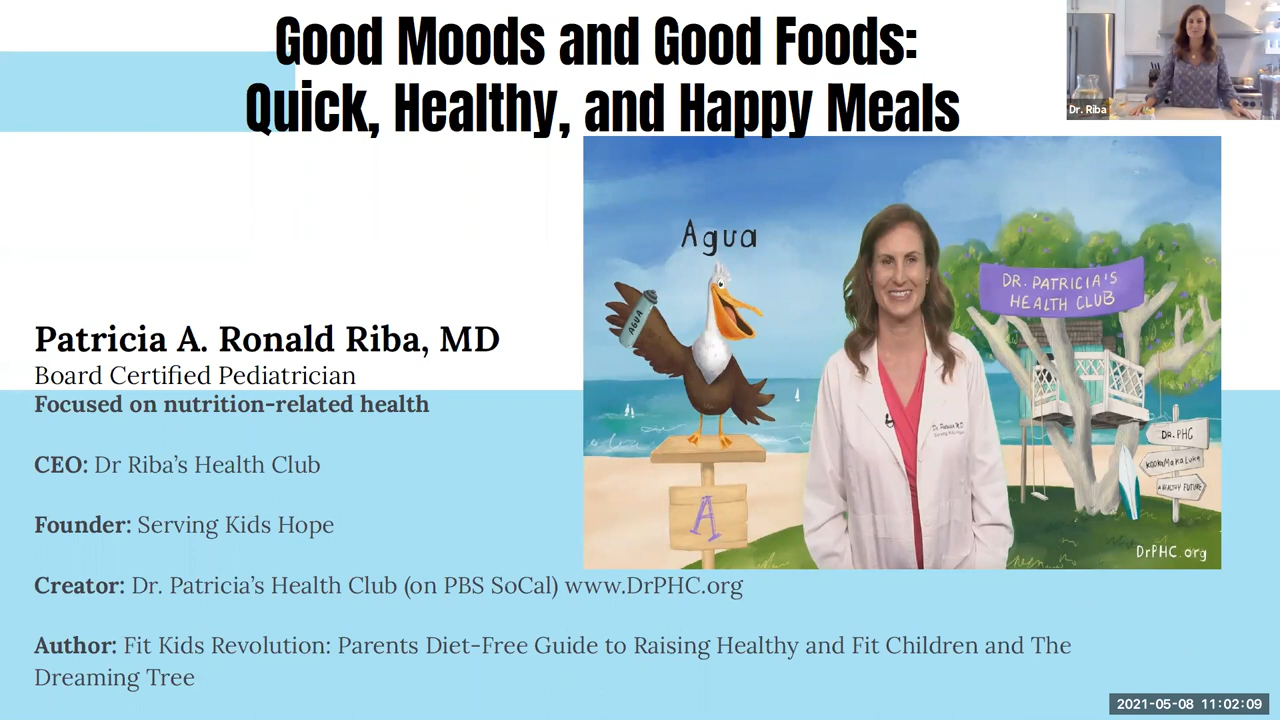 Good Moods and Good Foods:
Quick, Healthy, and Happy Meals
Dr. Riba
Agua
AGUA
A
DR. PATRICIA'S
HEALTH CLUB
Dr. Patricia M.D.
DR. PHC
KOOKAMAKA LUKA
A HEALTHY FUTURE
DrPHC.org
Patricia A. Ronald Riba, MD
Board Certified Pediatrician
Focused on nutrition-related health
CEO: Dr Riba's Health Club
Founder: Serving Kids Hope
Creator: Dr. Patricia's Health Club (on PBS SoCal) www.DrPHC.org
Author: Fit Kids Revolution: Parents Diet-Free Guide to Raising Healthy and Fit Children and The
Dreaming Tree
2021-05-08 11:02:09